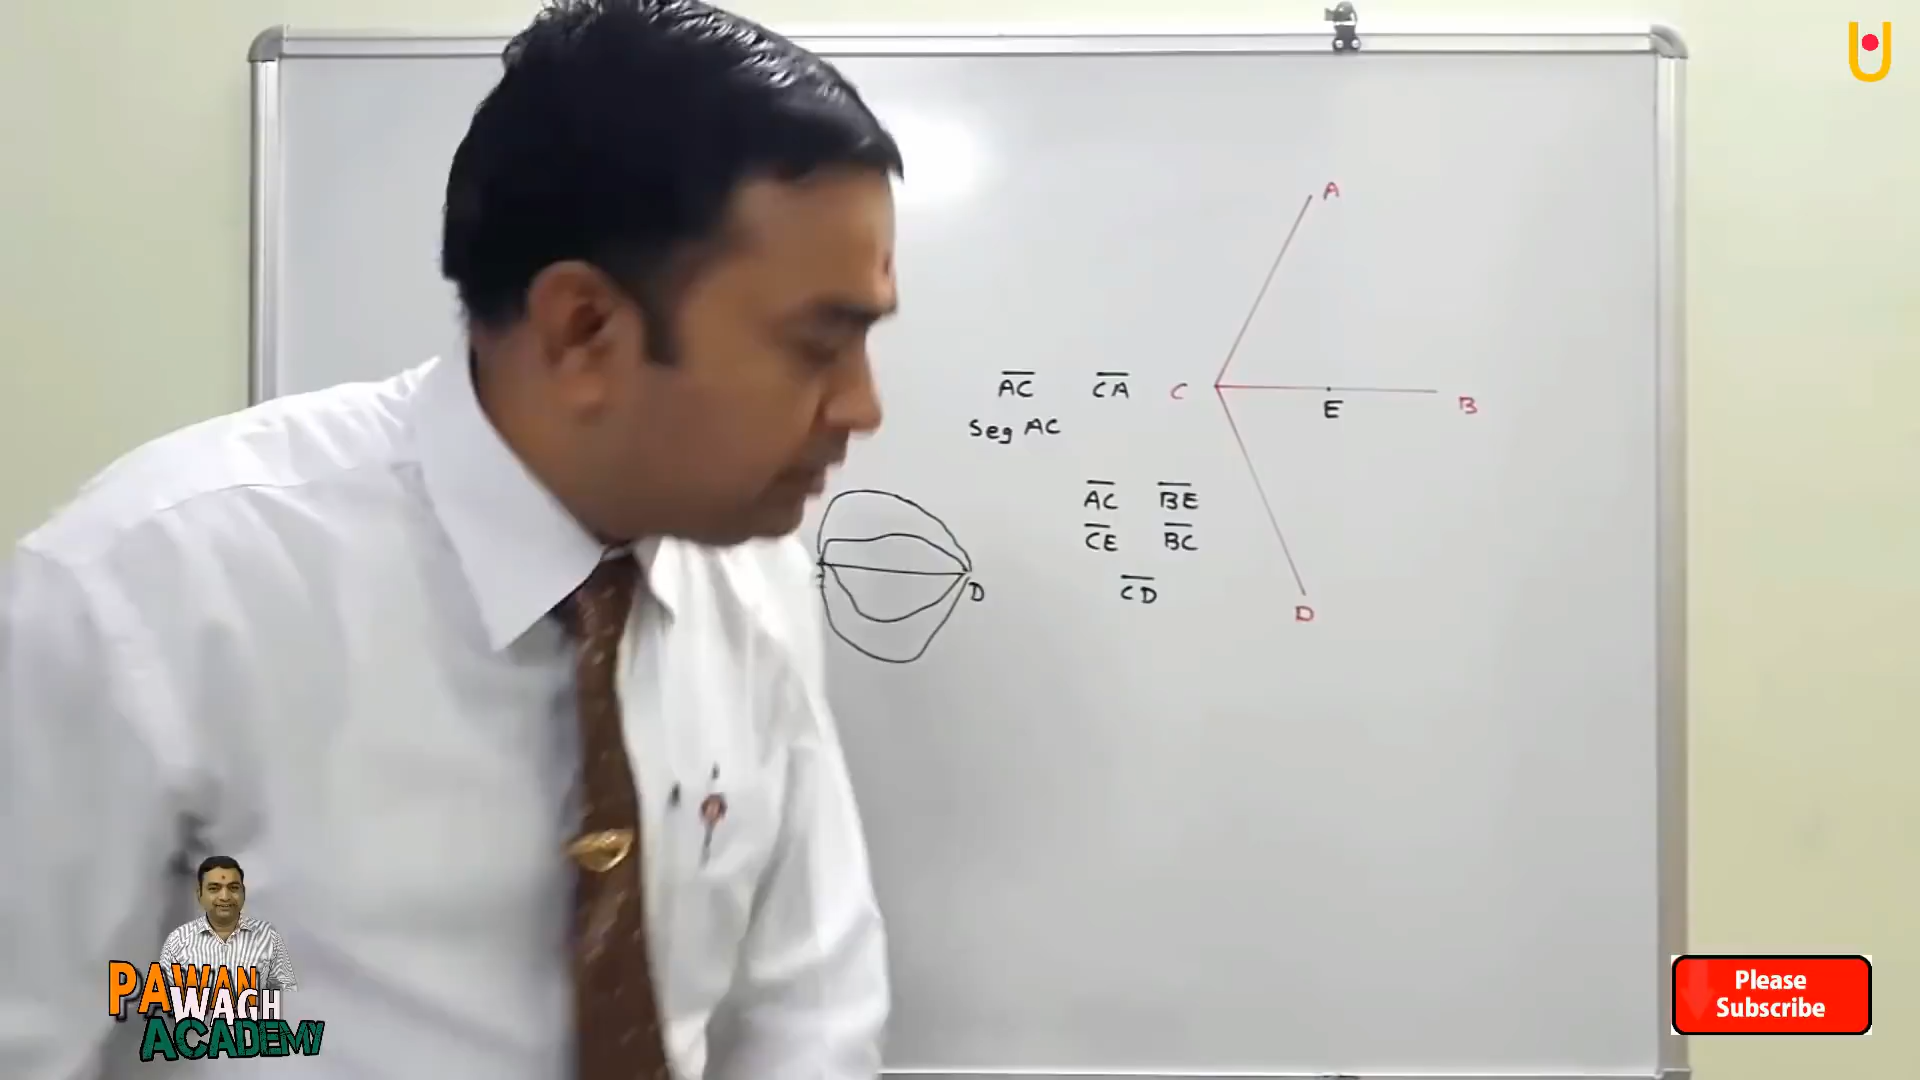 A
AC CA C
E
B
Seg AC
AC BE
CE BC
CD
D
D
PAWAN
WAGH
ACADEMY
Please
Subscribe